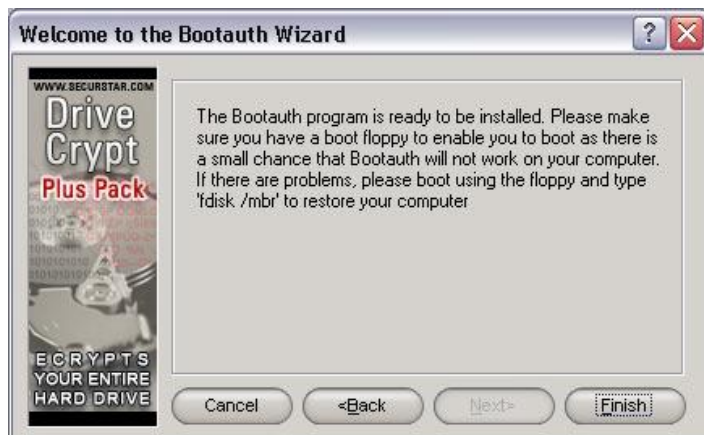 Welcome to the Bootauth Wizard
WWW.SECURSTAR.COM
Drive
Crypt
Plus Pack
ECRYPTS
YOUR ENTIRE
HARD DRIVE
The Bootauth program is ready to be installed. Please make
sure you have a boot floppy to enable you to boot as there is
a small chance that Bootauth will not work on your computer.
If there are problems, please boot using the floppy and type
'fdisk /mbr' to restore your computer
Cancel
<Back
Next>
Finish